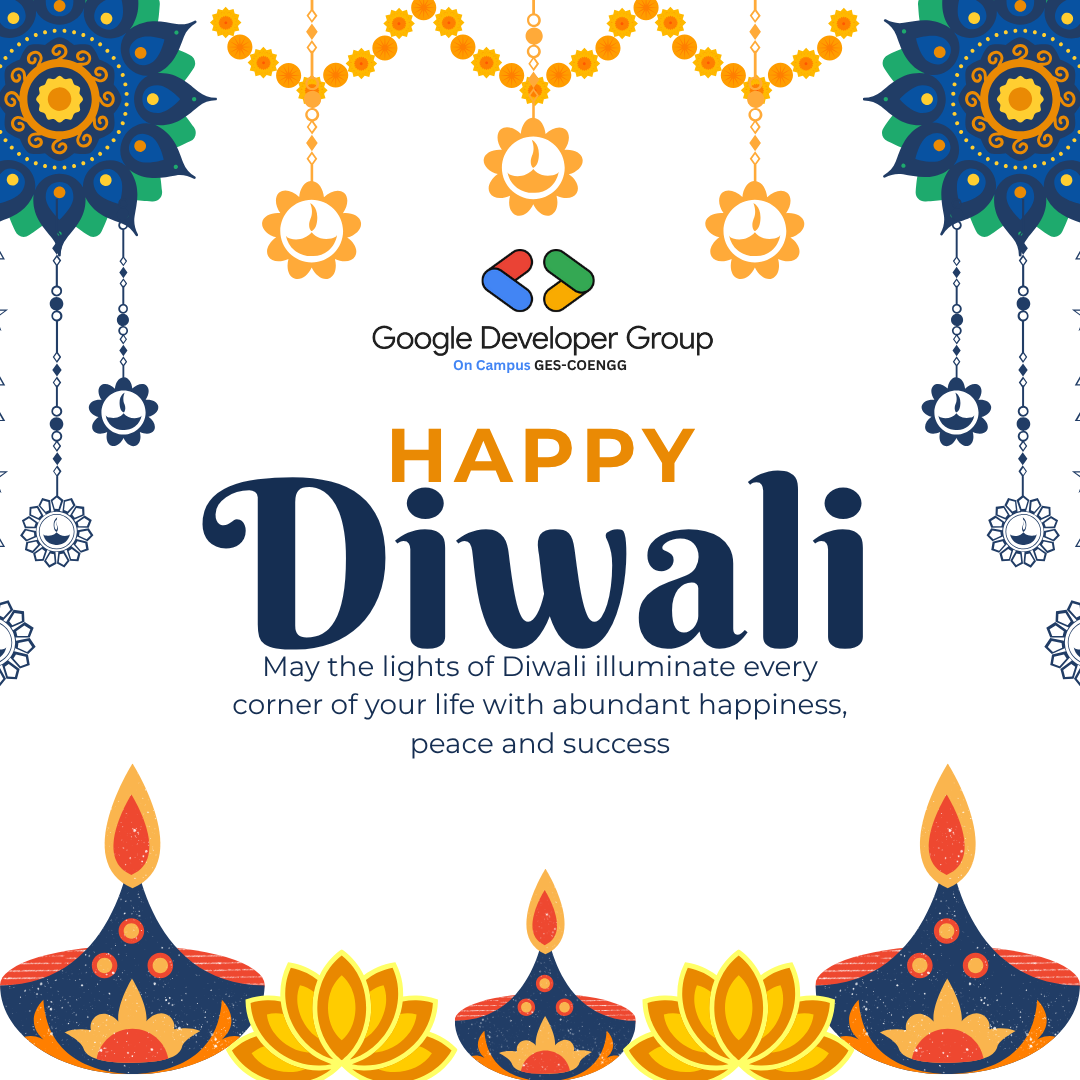 Google Developer Group
On Campus GES-COENGG
HAPPY
Diwali
May the lights of Diwali illuminate every
corner of your life with abundant happiness,
peace and success